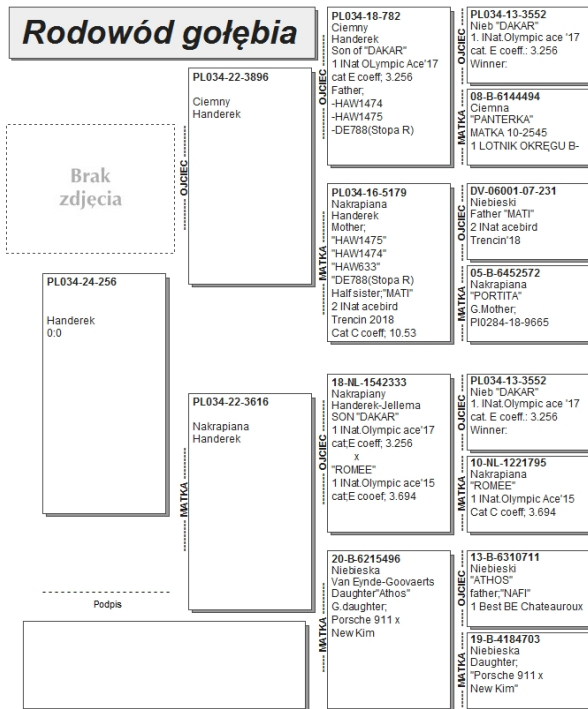 Rodowód gołębia
Brak
zdjęcia
PL034-24-256
Handerek
0:0
Podpis
OJCIEC
PL034-22-3896
Ciemny
Handerek
MATKA
PL034-22-3616
Nakrapiana
Handerek
OJCIEC
PL034-18-782
Ciemny
Handerek
Son of "DAKAR"
1 INat OLympic Ace'17
cat E coeff; 3.256
Father;
-HAW1474
-HAW1475
-DE788(Stopa R)
MATKA
PL034-16-5179
Nakrapiana
Handerek
Mother;
"HAW1475"
"HAW1474"
"HAW633"
"DE788(Stopa R)
Half sister;"MATI"
2 INat acebird
Trencin 2018
Cat C coeff; 10.53
OJCIEC
18-NL-1542333
Nakrapiany
Handerek-Jellema
SON "DAKAR"
1 INat.Olympic ace'17
cat;E coeff; 3.256
x
"ROMEE"
1 INat.Olympic ace'15
cat;E cooef; 3.694
MATKA
20-B-6215496
Niebieska
Van Eynde-Goovaerts
Daughter"Athos"
G.daughter;
Porsche 911 x
New Kim
OJCIEC
PL034-13-3552
Nieb "DAKAR"
1. INat.Olympic ace '17
cat. E coeff.: 3.256
Winner:
MATKA
08-B-6144494
Ciemna
"PANTERKA"
MATKA 10-2545
1 LOTNIK OKRĘGU B-
OJCIEC
DV-06001-07-231
Niebieski
Father "MATI"
2 INat acebird
Trencin'18
MATKA
05-B-6452572
Nakrapiana
"PORTITA"
G.Mother;
Pl0284-18-9665
OJCIEC
PL034-13-3552
Nieb "DAKAR"
1. INat.Olympic ace '17
cat. E coeff.: 3.256
Winner:
MATKA
10-NL-1221795
Nakrapiana
"ROMEE"
1 INat.Olympic Ace'15
Cat C coeff; 3.694
OJCIEC
13-B-6310711
Niebieski
"ATHOS"
father;"NAFI"
1 Best BE Chateauroux
MATKA
19-B-4184703
Niebieska
Daughter;
"Porsche 911 x
New Kim"